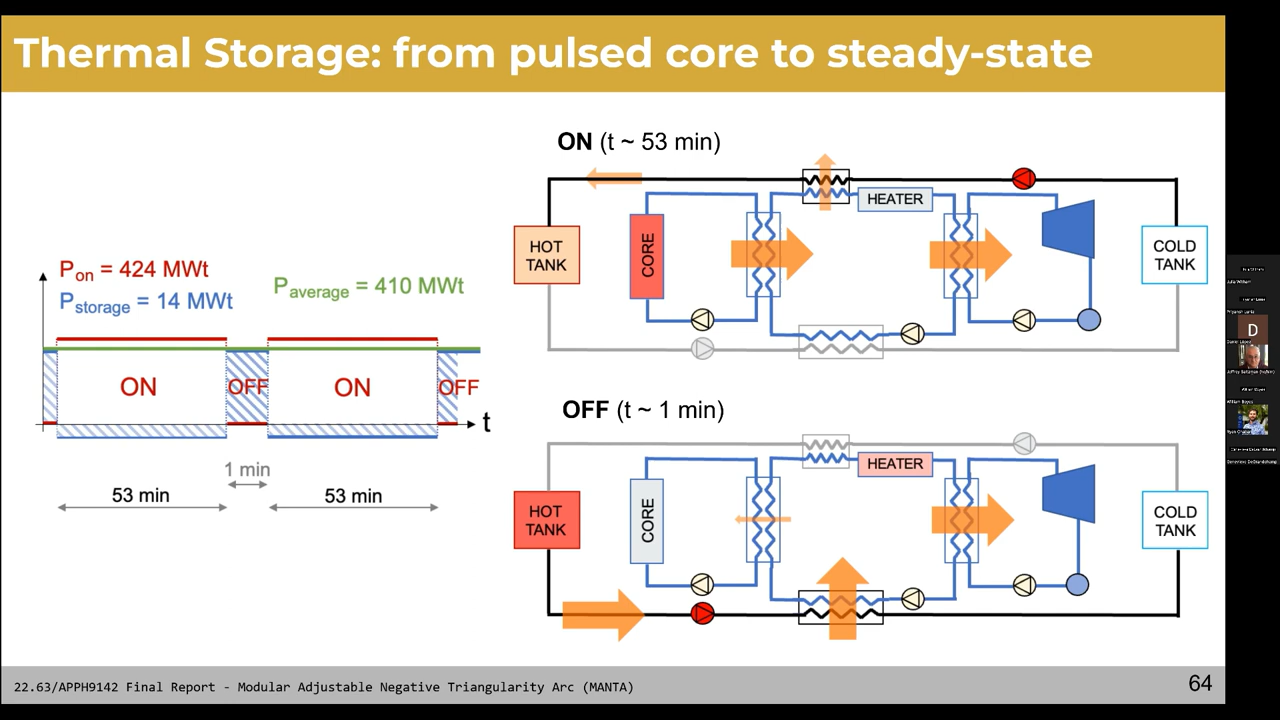 Thermal Storage: from pulsed core to steady-state
P_on = 424 MWt
P_storage = 14 MWt
P_average = 410 MWt
ON
OFF
ON
OFF
t
1 min
53 min
53 min
ON (t ~ 53 min)
HOT
TANK
CORE
HEATER
COLD
TANK
OFF (t ~ 1 min)
HOT
TANK
CORE
HEATER
COLD
TANK
22.63/APPH9142 Final Report - Modular Adjustable Negative Triangularity Arc (MANTA)
64
D